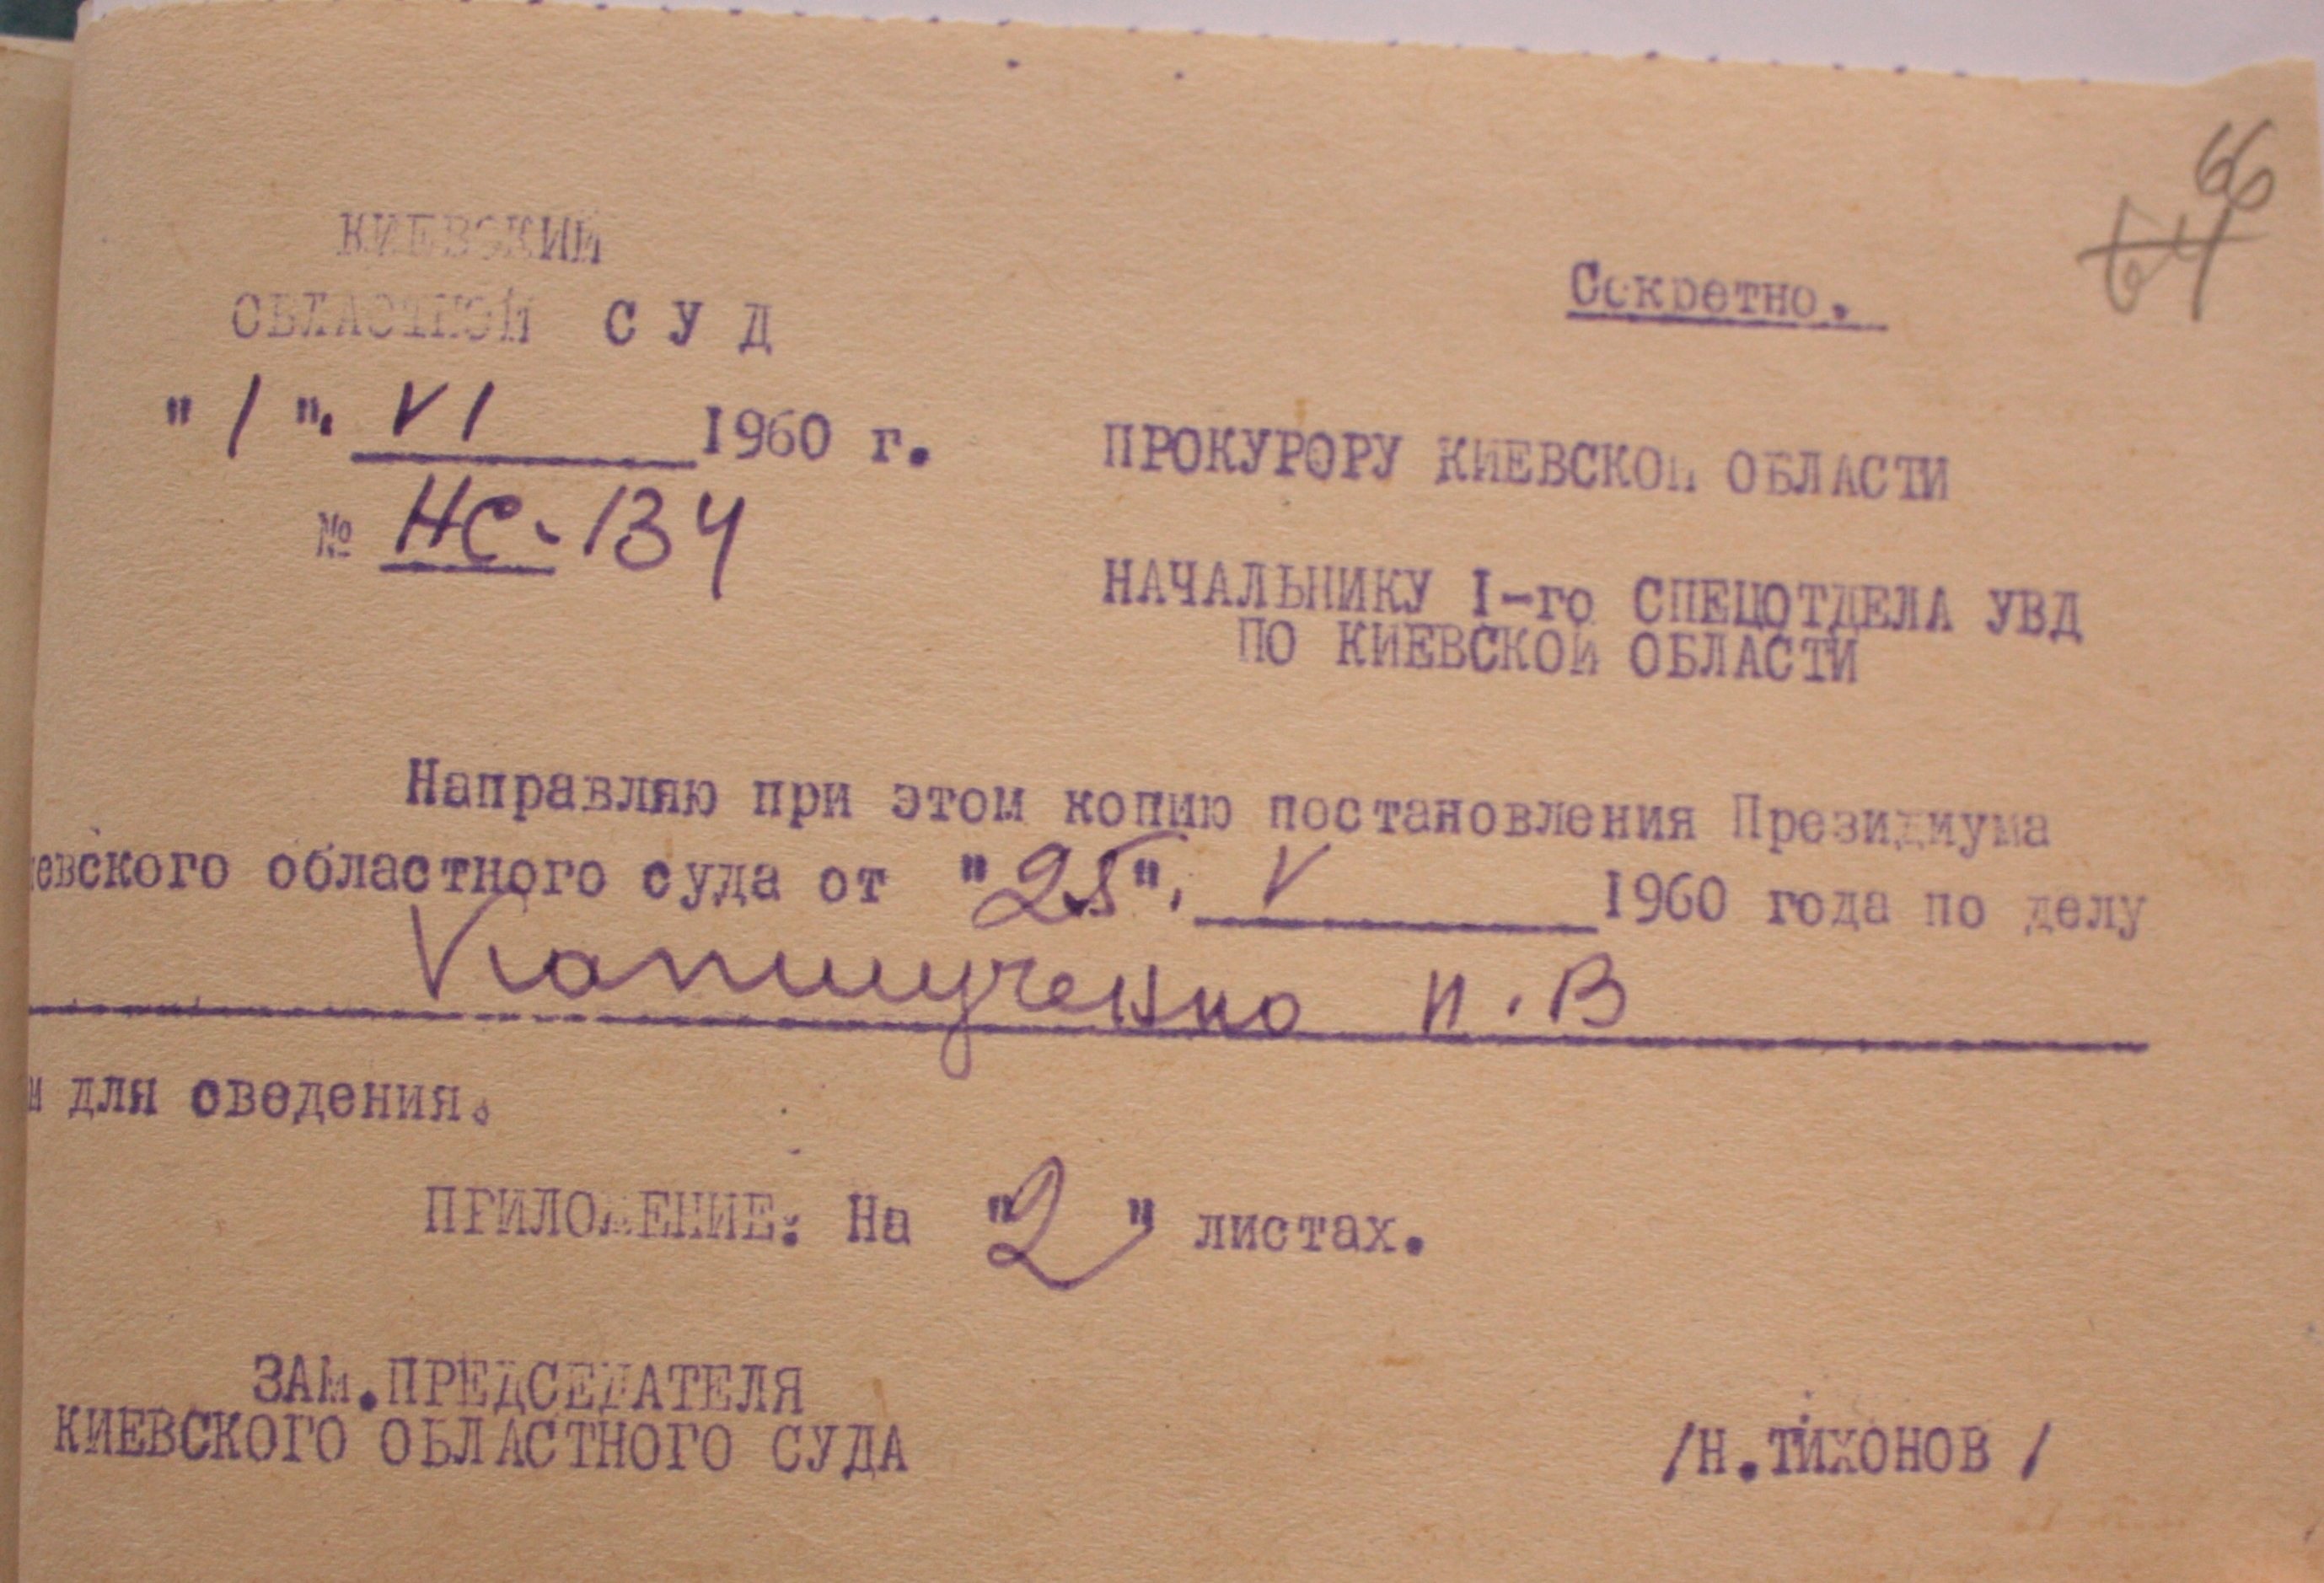 66
64
КИЕВСКИЙ
ОБЛАСТНОЙ СУД
Секретно.
"1". VI 1960 г.
№ НС-134
ПРОКУРОРУ КИЕВСКОЙ ОБЛАСТИ
НАЧАЛЬНИКУ I-го СПЕЦОТДЕЛА УВД
ПО КИЕВСКОЙ ОБЛАСТИ
Направляю при этом копию постановления Президиума
иевского областного суда от "25". V 1960 года по делу
Капишученко И.В
и для сведения.
ПРИЛОЖЕНИЕ: На "2" листах.
ЗАМ.ПРЕДСЕДАТЕЛЯ
КИЕВСКОГО ОБЛАСТНОГО СУДА
/Н.ТИХОНОВ/